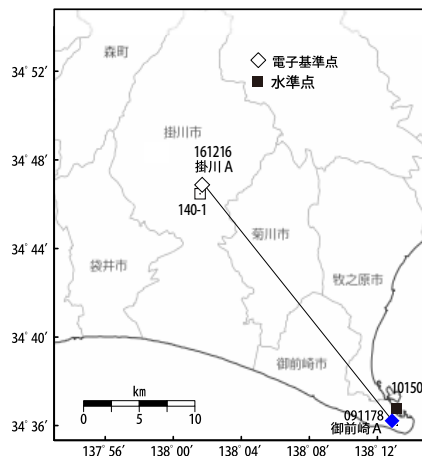 34˚ 52'
34˚ 48'
34˚ 44'
34˚ 40'
34˚ 36'
森町
電子基準点
水準点
掛川市
161216
掛川 A
140-1
菊川市
袋井市
牧之原市
御前崎市
km
0 5 10
10150
091178
御前崎 A
137˚ 56' 138˚ 00' 138˚ 04' 138˚ 08' 138˚ 12'